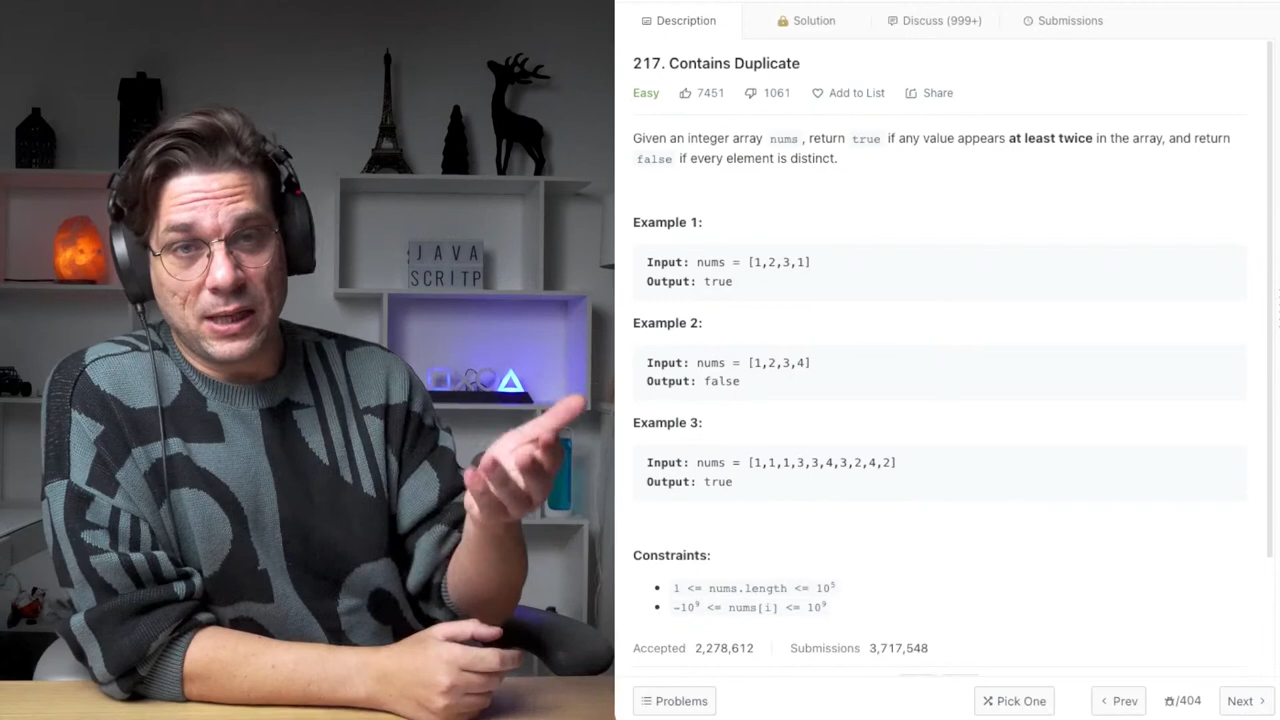 Description
Solution
Discuss (999+)
Submissions
217. Contains Duplicate
Easy
7451
1061
Add to List
Share
Given an integer array nums, return true if any value appears at least twice in the array, and return
false if every element is distinct.
Example 1:
Input: nums = [1,2,3,1]
Output: true
Example 2:
Input: nums = [1,2,3,4]
Output: false
Example 3:
Input: nums = [1,1,1,3,3,4,3,2,4,2]
Output: true
Constraints:
1 <= nums.length <= 10⁵
-10⁹ <= nums[i] <= 10⁹
Accepted 2,278,612
Submissions 3,717,548
Problems
Pick One
Prev
/404
Next
JAVA
SCRITP